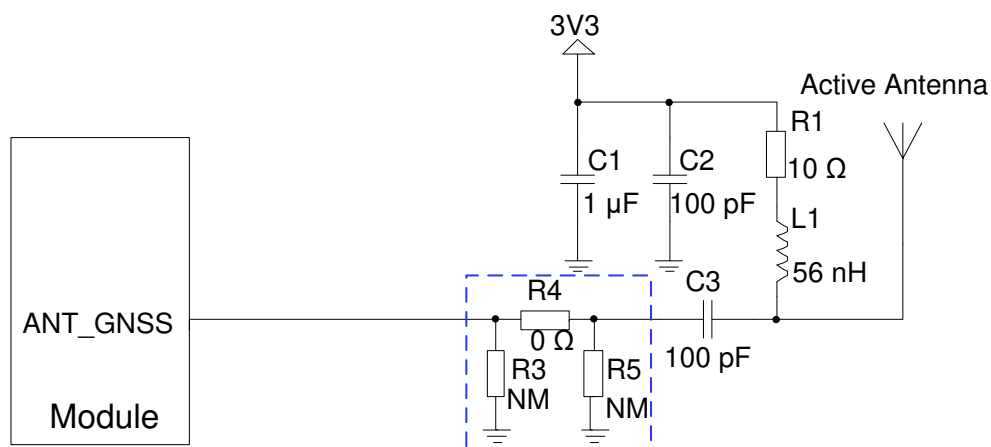 3V3
Active Antenna
R1
10 Ω
C1
1 µF
C2
100 pF
L1
56 nH
C3
100 pF
R4
0 Ω
ANT_GNSS
R3
NM
R5
NM
Module